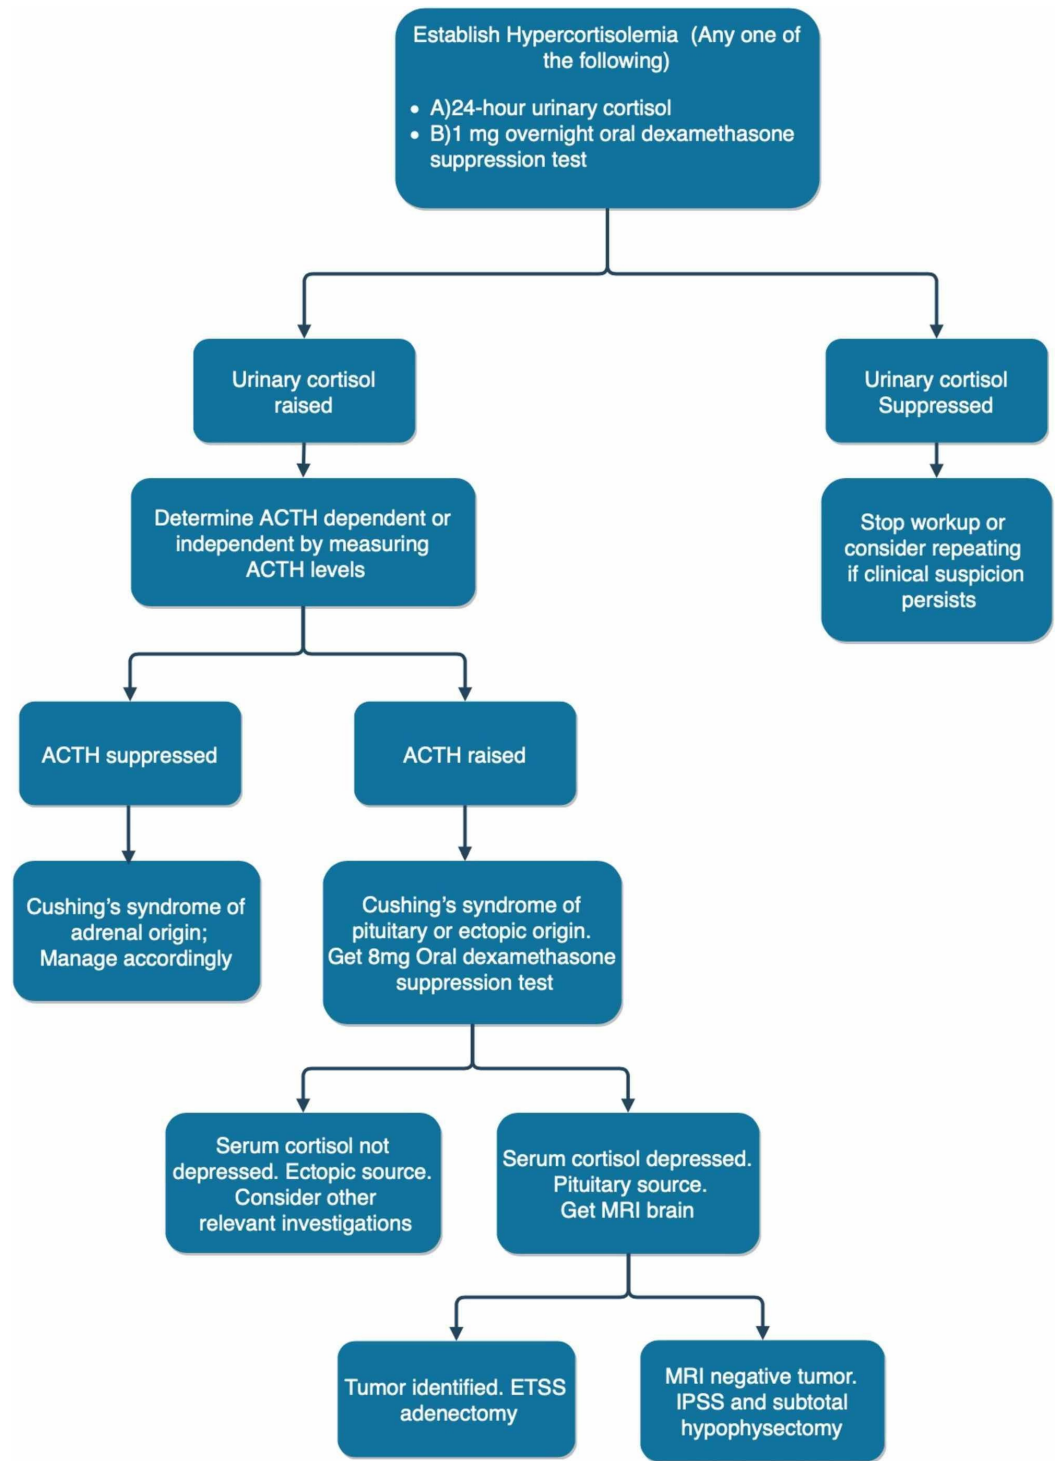 Establish Hypercortisolemia (Any one of
the following)
• A)24-hour urinary cortisol
• B)1 mg overnight oral dexamethasone
suppression test
Urinary cortisol
raised
Urinary cortisol
Suppressed
Determine ACTH dependent or
independent by measuring
ACTH levels
Stop workup or
consider repeating
if clinical suspicion
persists
ACTH suppressed
ACTH raised
Cushing's syndrome of
adrenal origin;
Manage accordingly
Cushing's syndrome of
pituitary or ectopic origin.
Get 8mg Oral dexamethasone
suppression test
Serum cortisol not
depressed. Ectopic source.
Consider other
relevant investigations
Serum cortisol depressed.
Pituitary source.
Get MRI brain
Tumor identified. ETSS
adenectomy
MRI negative tumor.
IPSS and subtotal
hypophysectomy